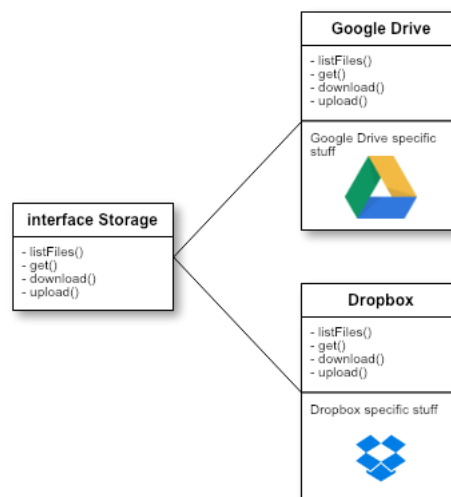 Google Drive
- listFiles()
- get()
- download()
- upload()
Google Drive specific
stuff
interface Storage
- listFiles()
- get()
- download()
- upload()
Dropbox
- listFiles()
- get()
- download()
- upload()
Dropbox specific stuff